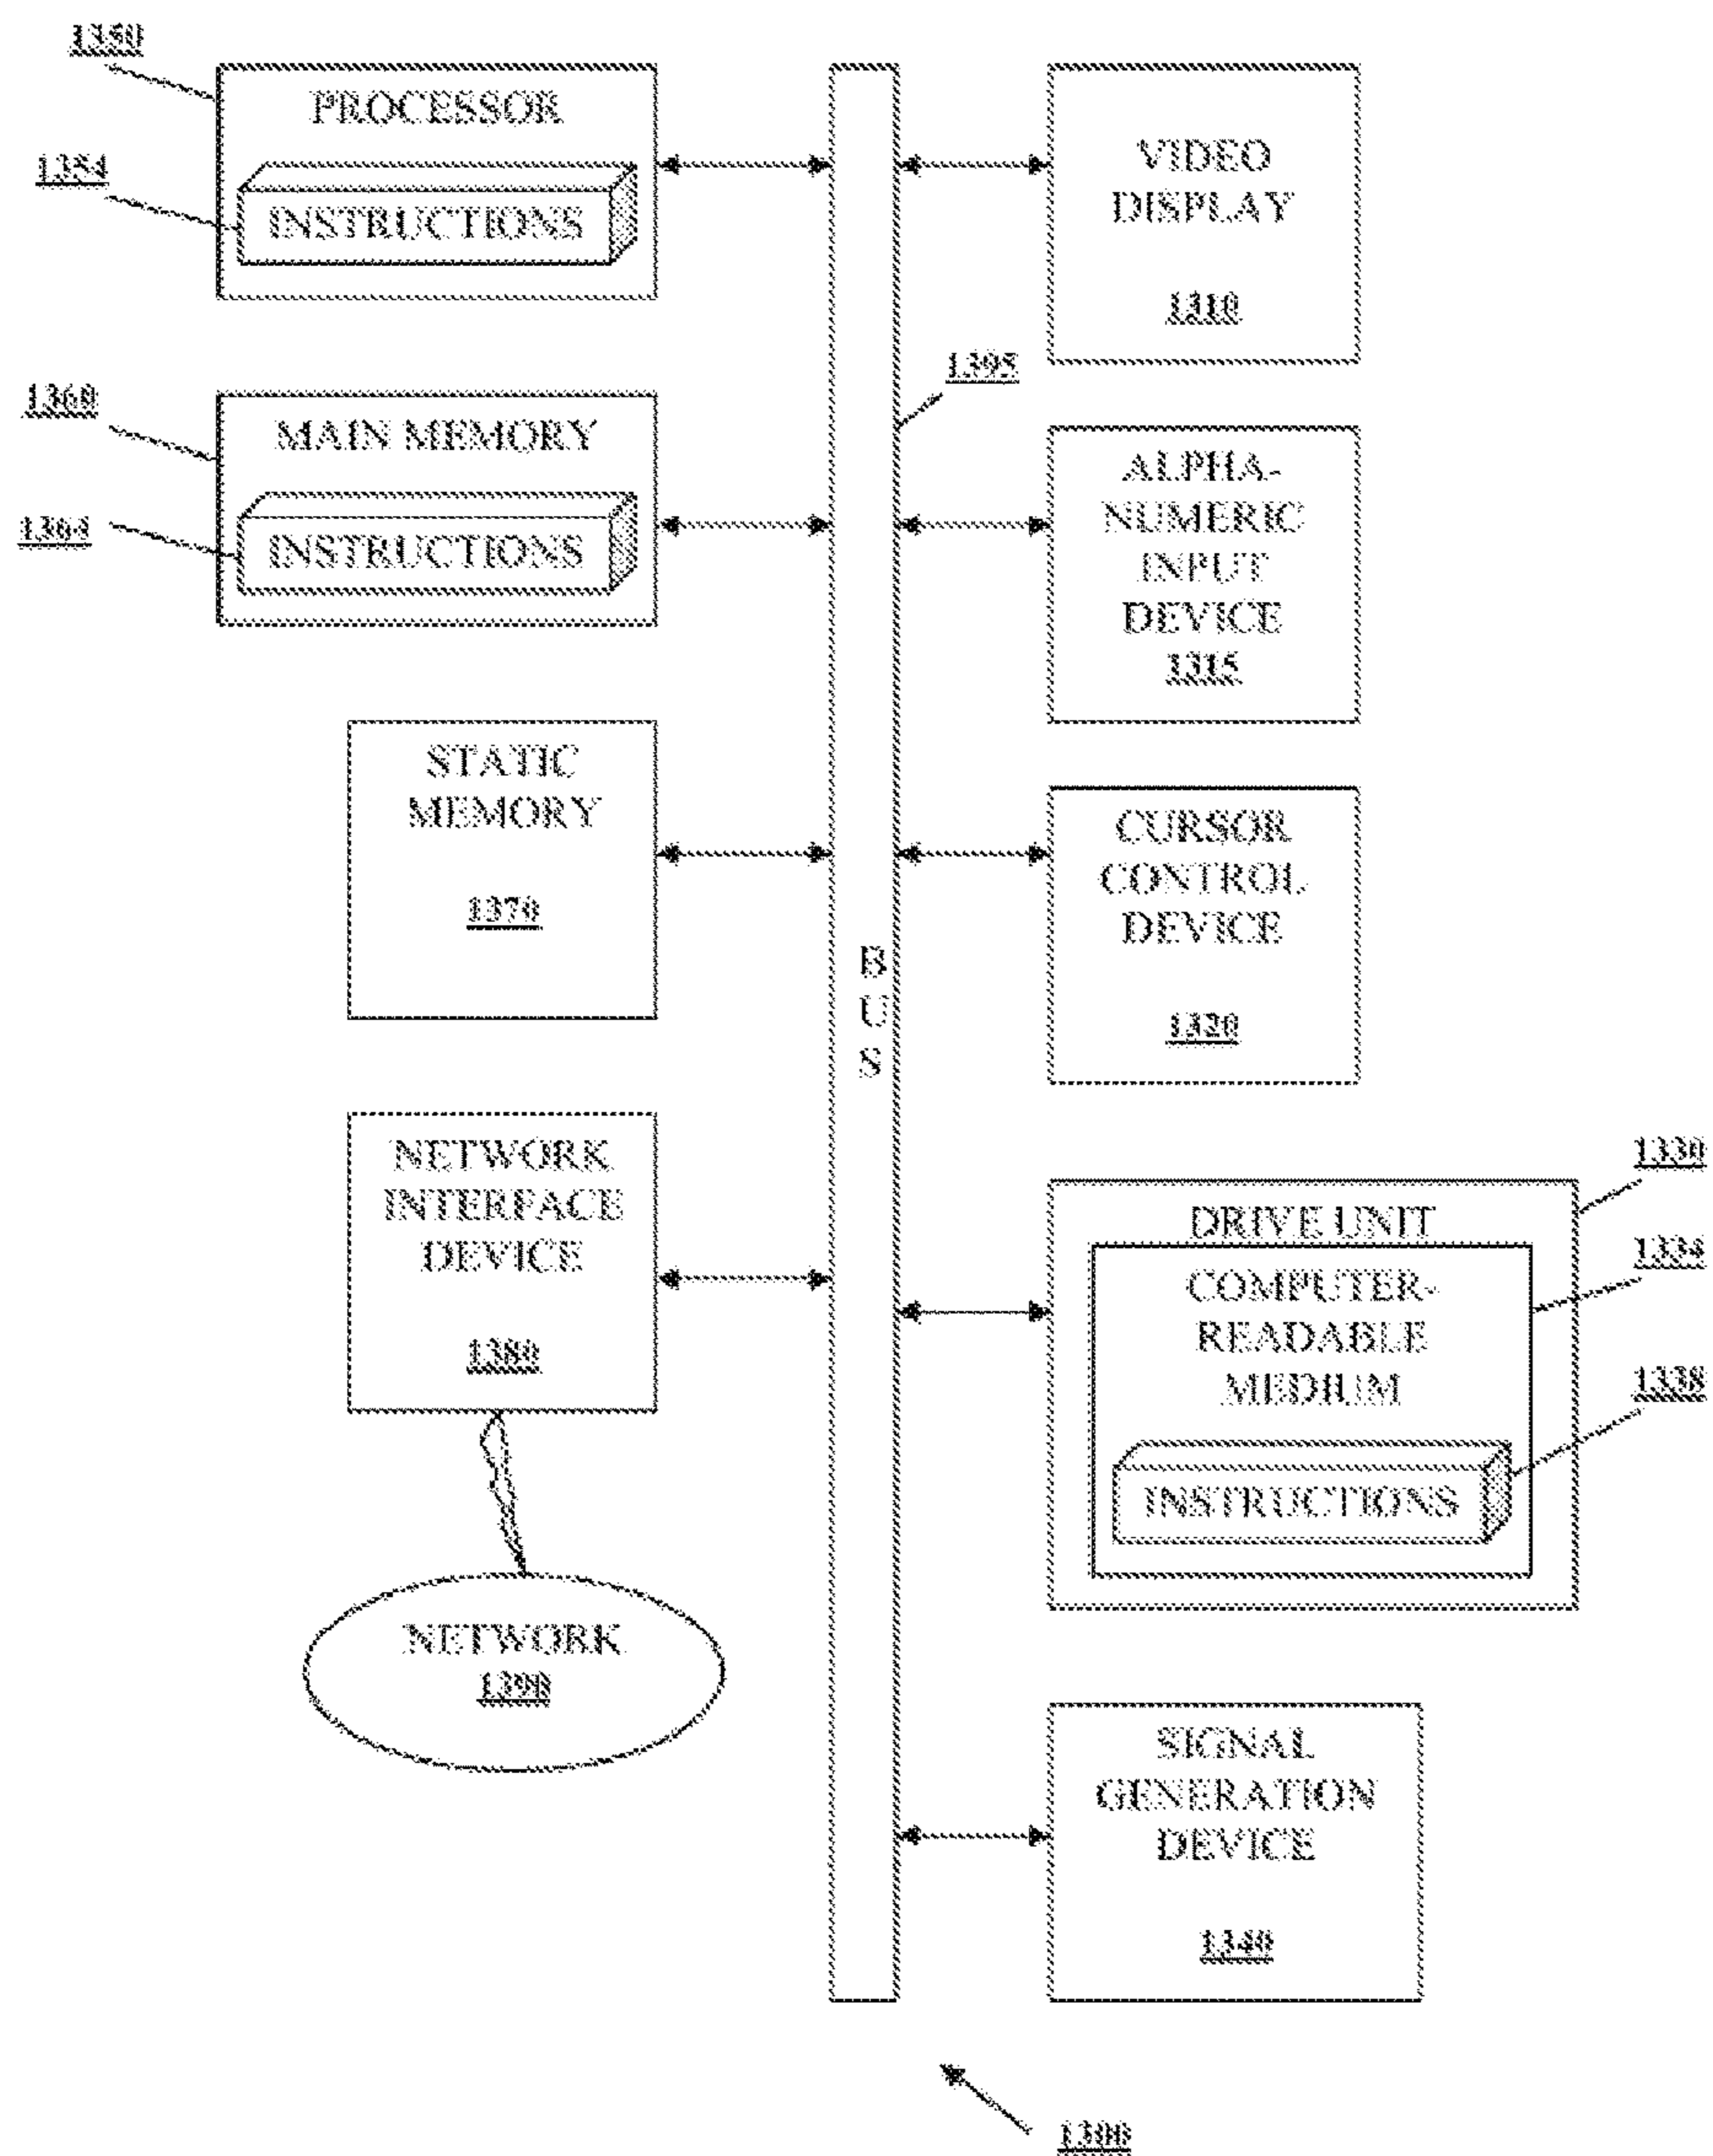 1350
PROCESSOR
1354
INSTRUCTIONS
1360
MAIN MEMORY
1364
INSTRUCTIONS
STATIC
MEMORY
1370
NETWORK
INTERFACE
DEVICE
1380
NETWORK
1390
B
U
S
1395
VIDEO
DISPLAY
1310
ALPHA-
NUMERIC
INPUT
DEVICE
1315
CURSOR
CONTROL
DEVICE
1320
1330
DRIVE UNIT
1334
COMPUTER-
READABLE
MEDIUM
1338
INSTRUCTIONS
SIGNAL
GENERATION
DEVICE
1340
1300